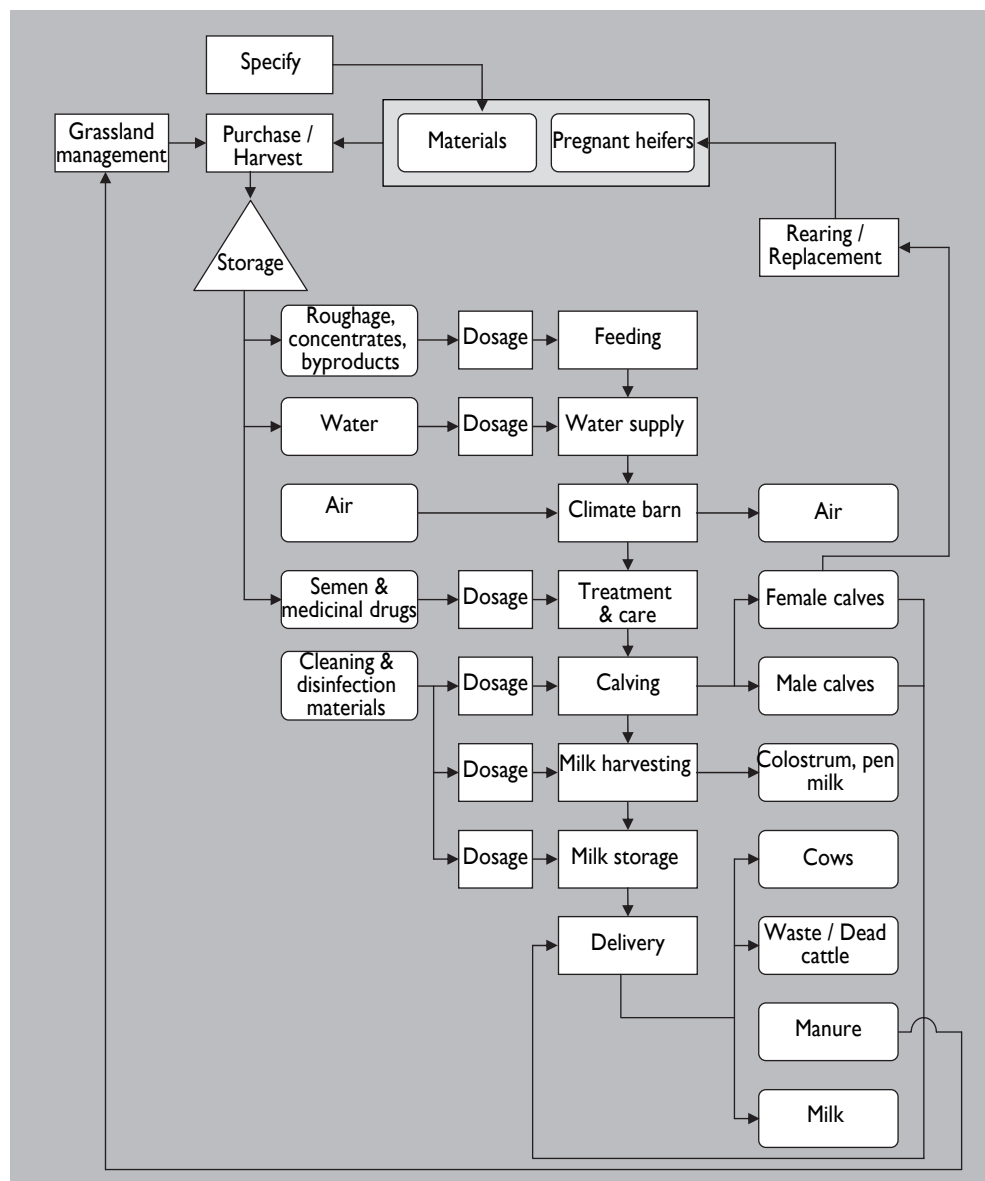 Specify
Grassland
management
Purchase /
Harvest
Materials
Pregnant heifers
Rearing /
Replacement
Storage
Roughage,
concentrates,
byproducts
Dosage
Feeding
Water
Dosage
Water supply
Air
Climate barn
Air
Semen &
medicinal drugs
Dosage
Treatment
& care
Female calves
Cleaning &
disinfection
materials
Dosage
Calving
Male calves
Dosage
Milk harvesting
Colostrum, pen
milk
Dosage
Milk storage
Cows
Delivery
Waste / Dead
cattle
Manure
Milk